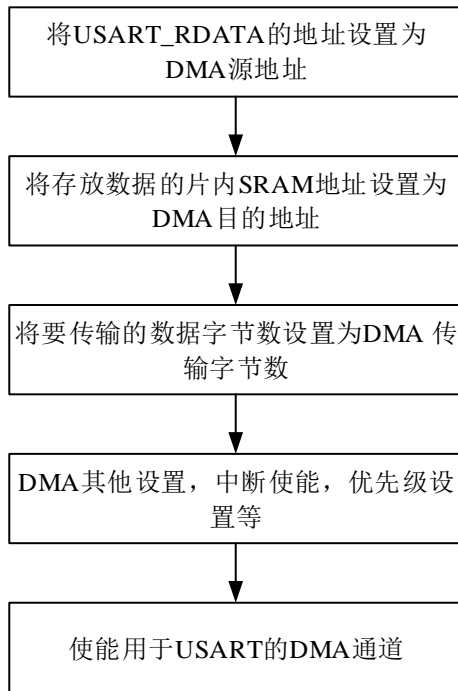 将USART_RDATA的地址设置为
DMA源地址
将存放数据的片内SRAM地址设置为
DMA目的地址
将要传输的数据字节数设置为DMA 传
输字节数
DMA其他设置，中断使能，优先级设
置等
使能用于USART的DMA通道